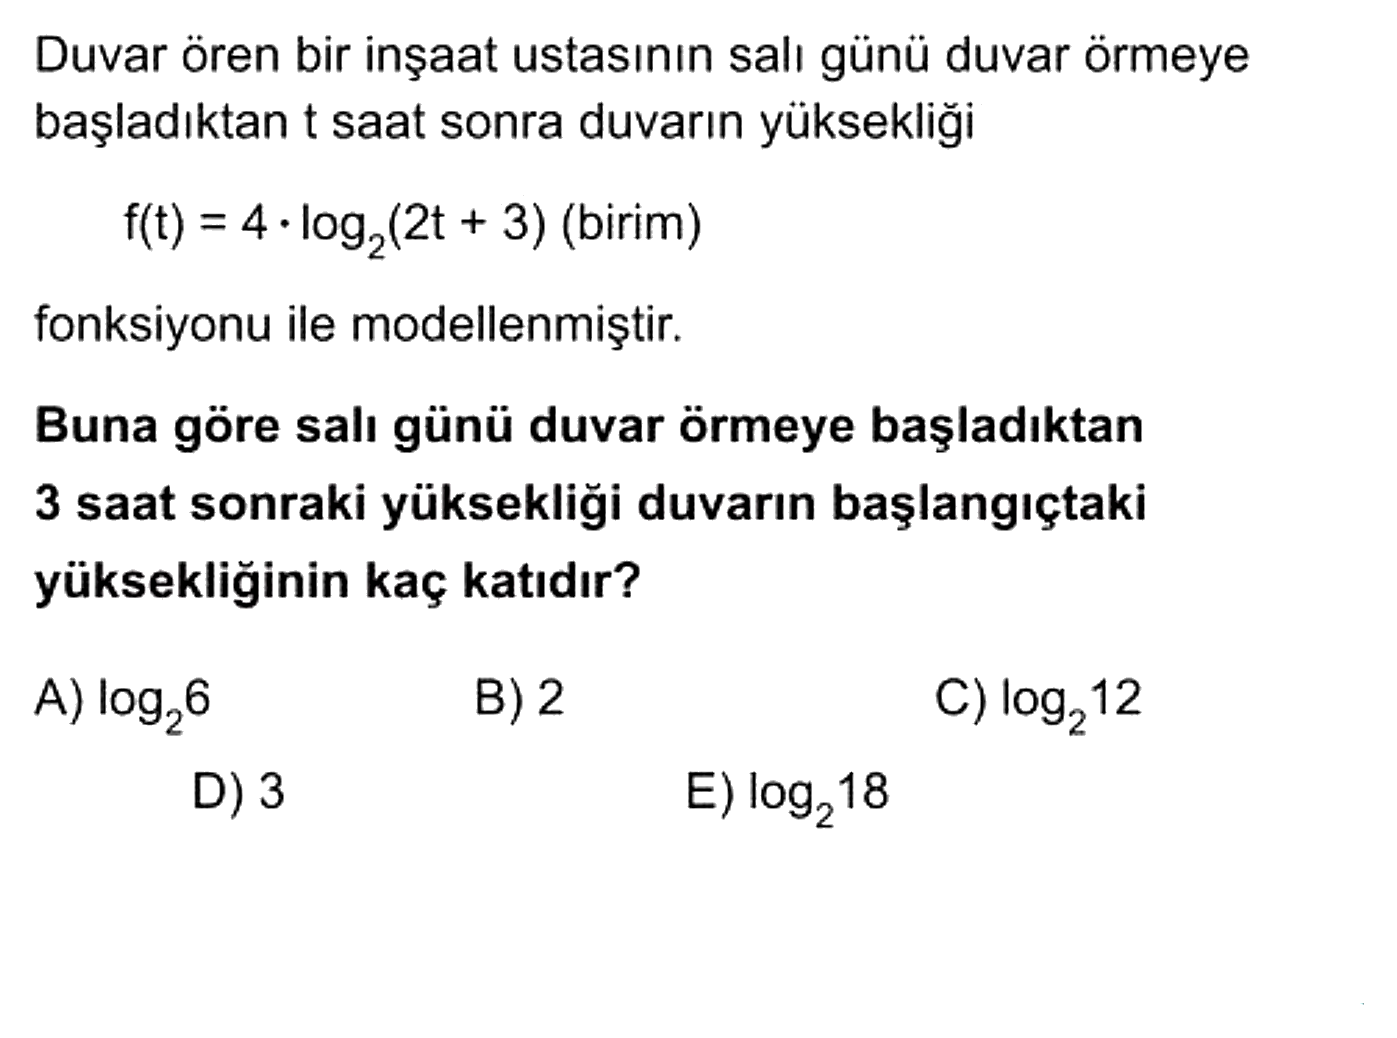 Duvar ören bir inşaat ustasının salı günü duvar örmeye
başladıktan t saat sonra duvarın yüksekliği
f(t) = 4 · log₂(2t + 3) (birim)
fonksiyonu ile modellenmiştir.
Buna göre salı günü duvar örmeye başladıktan
3 saat sonraki yüksekliği duvarın başlangıçtaki
yüksekliğinin kaç katıdır?
A) log₂6 B) 2 C) log₂12
D) 3 E) log₂18